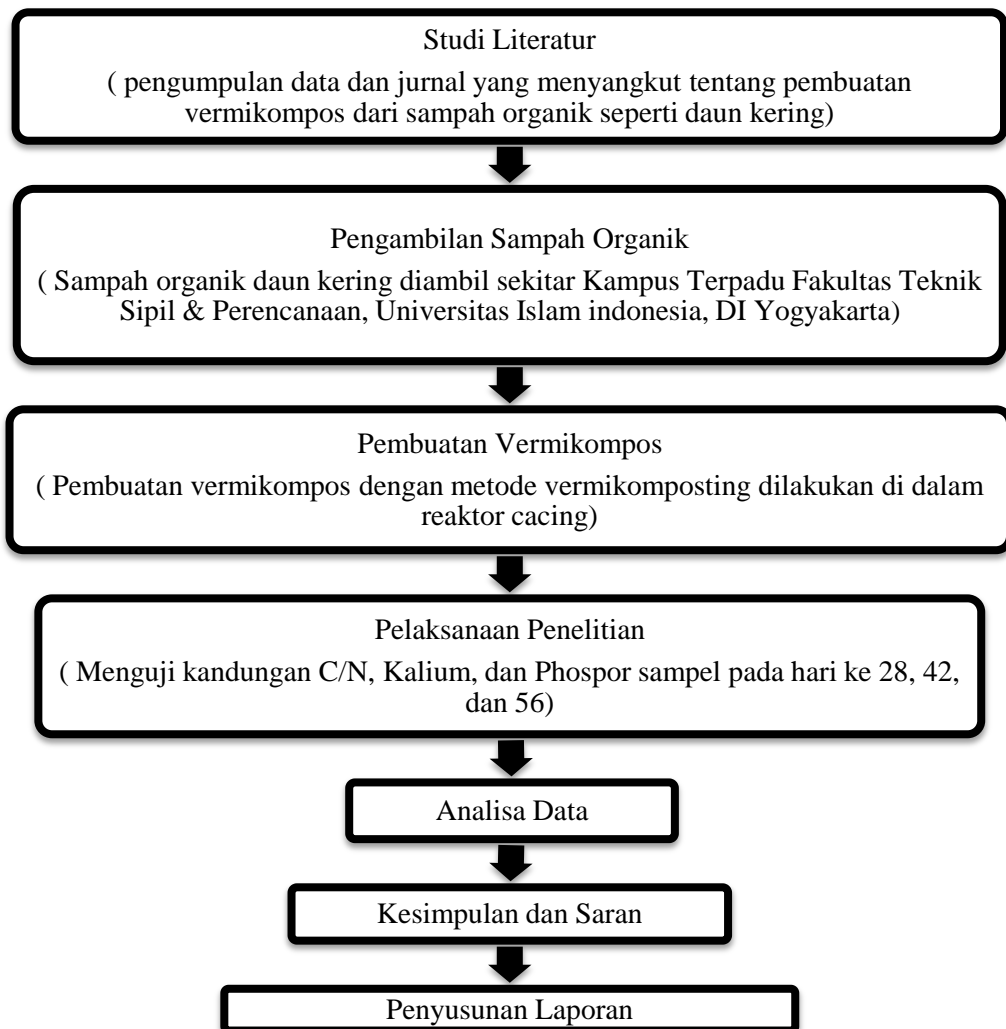 Studi Literatur
( pengumpulan data dan jurnal yang menyangkut tentang pembuatan
vermikompos dari sampah organik seperti daun kering)
Pengambilan Sampah Organik
( Sampah organik daun kering diambil sekitar Kampus Terpadu Fakultas Teknik
Sipil & Perencanaan, Universitas Islam indonesia, DI Yogyakarta)
Pembuatan Vermikompos
( Pembuatan vermikompos dengan metode vermikomposting dilakukan di dalam
reaktor cacing)
Pelaksanaan Penelitian
( Menguji kandungan C/N, Kalium, dan Phospor sampel pada hari ke 28, 42,
dan 56)
Analisa Data
Kesimpulan dan Saran
Penyusunan Laporan